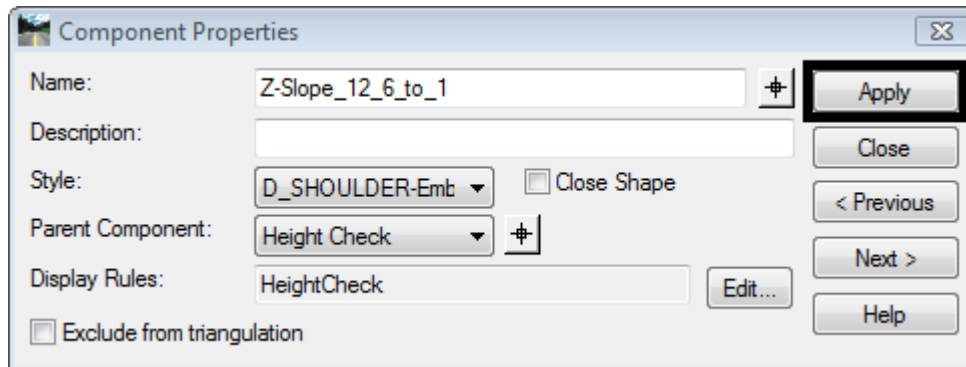 Component Properties
Name: Z-Slope_12_6_to_1 Apply
Description: Close
Style: D_SHOULDER-Emb Close Shape < Previous
Parent Component: Height Check Next >
Display Rules: HeightCheck Edit... Help
Exclude from triangulation